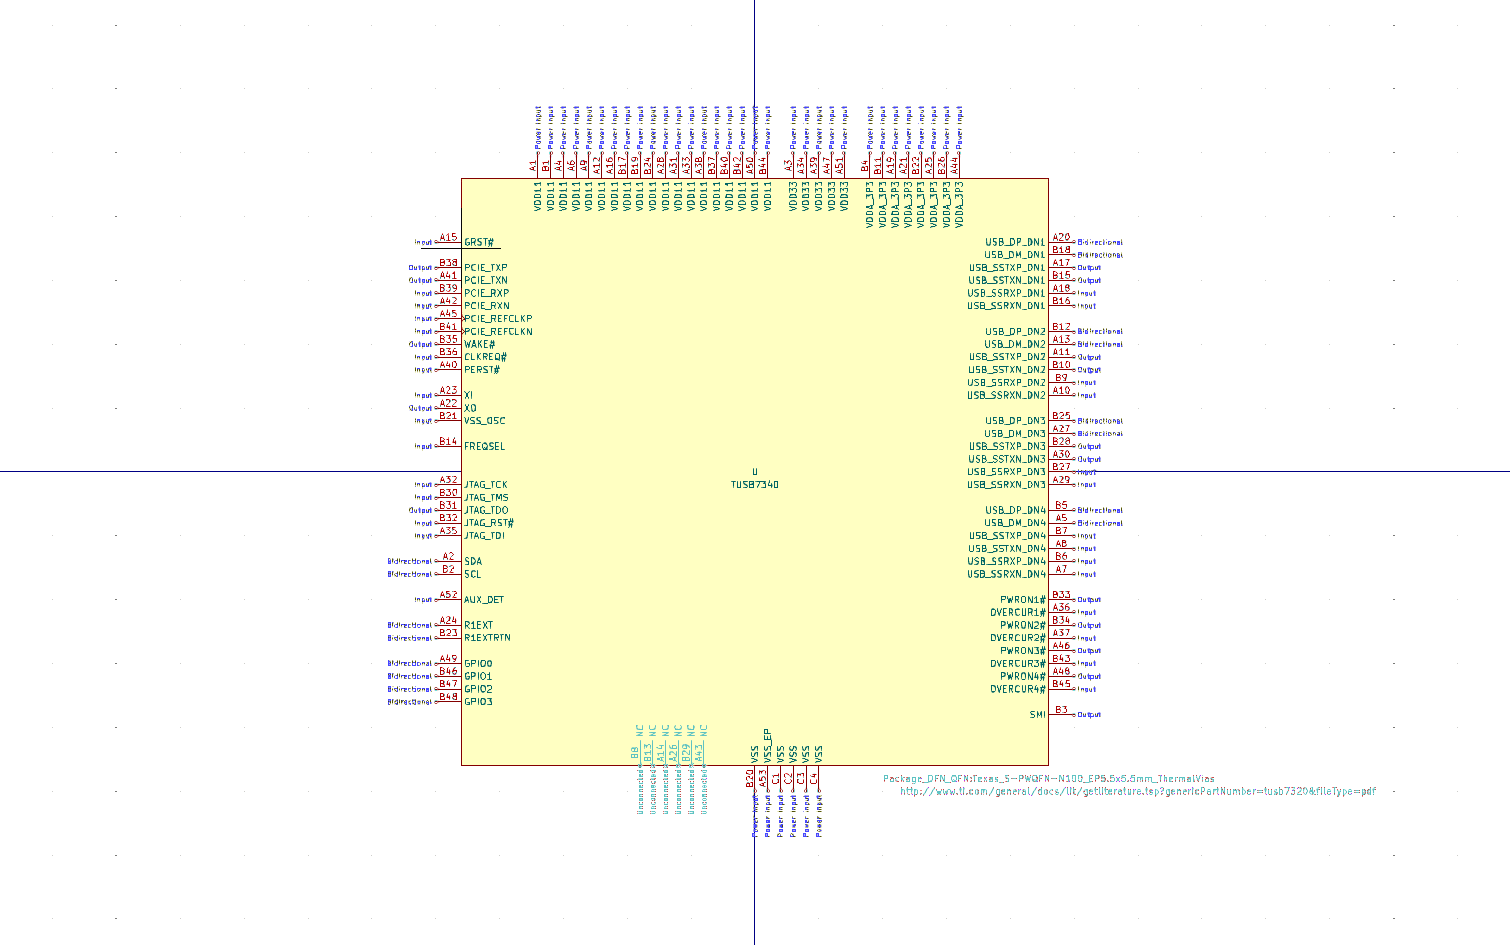 Power input Power input Power input Power input Power input Power input Power input Power input Power input Power input Power input Power input Power input Power input Power input Power input Power input Power input Power input Power input Power input Power input Power input Power input Power input Power input Power input Power input Power input Power input Power input
A1 B1 A4 A6 A9 A12 A16 B17 B19 B24 A28 A31 A33 A38 B37 B40 B42 A50 B44 A3 A34 A39 A47 A51 B4 B11 A19 A21 B22 A25 B26 A44
VDD11 VDD11 VDD11 VDD11 VDD11 VDD11 VDD11 VDD11 VDD11 VDD11 VDD11 VDD11 VDD11 VDD11 VDD11 VDD11 VDD11 VDD11 VDD11 VDD33 VDD33 VDD33 VDD33 VDD33 VDDA_3P3 VDDA_3P3 VDDA_3P3 VDDA_3P3 VDDA_3P3 VDDA_3P3 VDDA_3P3 VDDA_3P3
Input A15 GRST#
Output B38 PCIE_TXP
Output A41 PCIE_TXN
Input B39 PCIE_RXP
Input A42 PCIE_RXN
Input A45 PCIE_REFCLKP
Input B41 PCIE_REFCLKN
Output B35 WAKE#
Input B36 CLKREQ#
Input A40 PERST#
Input A23 XI
Output A22 XO
Input B21 VSS_OSC
Input B14 FREQSEL
Input A32 JTAG_TCK
Input B30 JTAG_TMS
Output B31 JTAG_TDO
Input B32 JTAG_RST#
Input A35 JTAG_TDI
Bidirectional A2 SDA
Bidirectional B2 SCL
Input A52 AUX_DET
Bidirectional A24 R1EXT
Bidirectional B23 R1EXTRTN
Bidirectional A49 GPIO0
Bidirectional B46 GPIO1
Bidirectional B47 GPIO2
Bidirectional B48 GPIO3
U
TUSB7340
USB_DP_DN1 A20 Bidirectional
USB_DM_DN1 B18 Bidirectional
USB_SSTXP_DN1 A17 Output
USB_SSTXN_DN1 B15 Output
USB_SSRXP_DN1 A18 Input
USB_SSRXN_DN1 B16 Input
USB_DP_DN2 B12 Bidirectional
USB_DM_DN2 A13 Bidirectional
USB_SSTXP_DN2 A11 Output
USB_SSTXN_DN2 B10 Output
USB_SSRXP_DN2 B9 Input
USB_SSRXN_DN2 A10 Input
USB_DP_DN3 B25 Bidirectional
USB_DM_DN3 A27 Bidirectional
USB_SSTXP_DN3 B28 Output
USB_SSTXN_DN3 A30 Output
USB_SSRXP_DN3 B27 Input
USB_SSRXN_DN3 A29 Input
USB_DP_DN4 B5 Bidirectional
USB_DM_DN4 A5 Bidirectional
USB_SSTXP_DN4 B7 Input
USB_SSTXN_DN4 A8 Input
USB_SSRXP_DN4 B6 Input
USB_SSRXN_DN4 A7 Input
PWRON1# B33 Output
OVERCUR1# A36 Input
PWRON2# B34 Output
OVERCUR2# A37 Input
PWRON3# A46 Output
OVERCUR3# B43 Input
PWRON4# A48 Output
OVERCUR4# B45 Input
SMI B3 Output
NC NC NC NC NC NC
B8 B13 A14 A26 B29 A43
Unconnected Unconnected Unconnected Unconnected Unconnected Unconnected
VSS VSS_EP VSS VSS VSS VSS
B20 A53 C1 C2 C3 C4
Power input Power input Power input Power input Power input Power input
Package_DFN_QFN:Texas_S-PWQFN-N100_EP5.5x5.5mm_ThermalVias
http://www.ti.com/general/docs/lit/getliterature.tsp?genericPartNumber=tusb7320&fileType=pdf